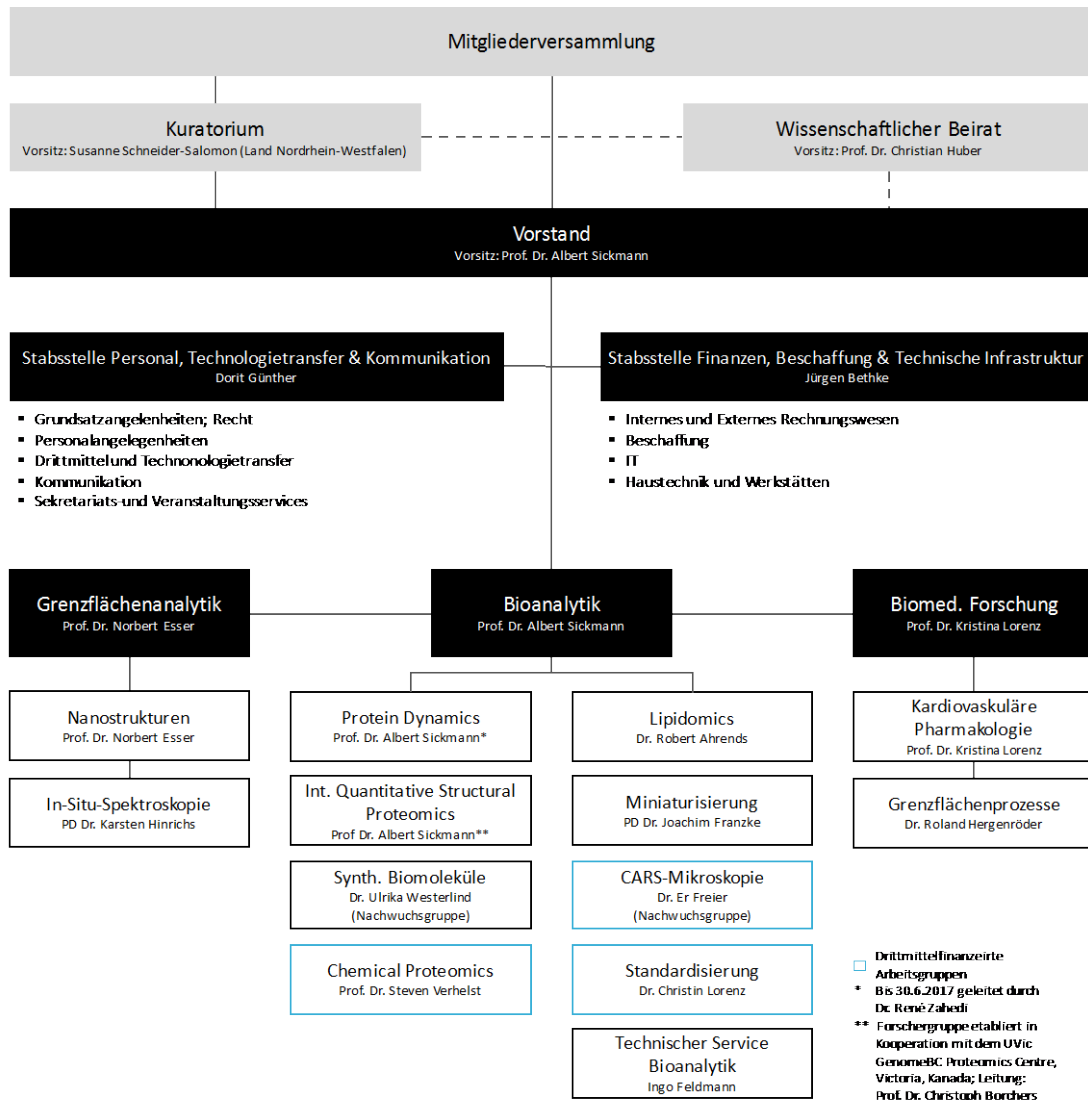 Mitgliederversammlung
Kuratorium
Vorsitz: Susanne Schneider-Salomon (Land Nordrhein-Westfalen)
Wissenschaftlicher Beirat
Vorsitz: Prof. Dr. Christian Huber
Vorstand
Vorsitz: Prof. Dr. Albert Sickmann
Stabsstelle Personal, Technologietransfer & Kommunikation
Dorit Günther
Stabsstelle Finanzen, Beschaffung & Technische Infrastruktur
Jürgen Bethke
▪ Grundsatzangelenheiten; Recht
▪ Personalangelegenheiten
▪ Drittmittel und Technonologietransfer
▪ Kommunikation
▪ Sekretariats-und Veranstaltungsservices
▪ Internes und Externes Rechnungswesen
▪ Beschaffung
▪ IT
▪ Haustechnik und Werkstätten
Grenzflächenanalytik
Prof. Dr. Norbert Esser
Bioanalytik
Prof. Dr. Albert Sickmann
Biomed. Forschung
Prof. Dr. Kristina Lorenz
Nanostrukturen
Prof. Dr. Norbert Esser
In-Situ-Spektroskopie
PD Dr. Karsten Hinrichs
Protein Dynamics
Prof. Dr. Albert Sickmann*
Int. Quantitative Structural
Proteomics
Prof Dr. Albert Sickmann**
Synth. Biomoleküle
Dr. Ulrika Westerlind
(Nachwuchsgruppe)
Chemical Proteomics
Prof. Dr. Steven Verhelst
Lipidomics
Dr. Robert Ahrends
Miniaturisierung
PD Dr. Joachim Franzke
CARS-Mikroskopie
Dr. Er Freier
(Nachwuchsgruppe)
Standardisierung
Dr. Christin Lorenz
Technischer Service
Bioanalytik
Ingo Feldmann
Kardiovaskuläre
Pharmakologie
Prof. Dr. Kristina Lorenz
Grenzflächenprozesse
Dr. Roland Hergenröder
Drittmittelfinanzeirte
Arbeitsgruppen
* Bis 30.6.2017 geleitet durch
Dr. René Zahedi
** Forschergruppe etabliert in
Kooperation mit dem UVic
GenomeBC Proteomics Centre,
Victoria, Kanada; Leitung:
Prof. Dr. Christoph Borchers